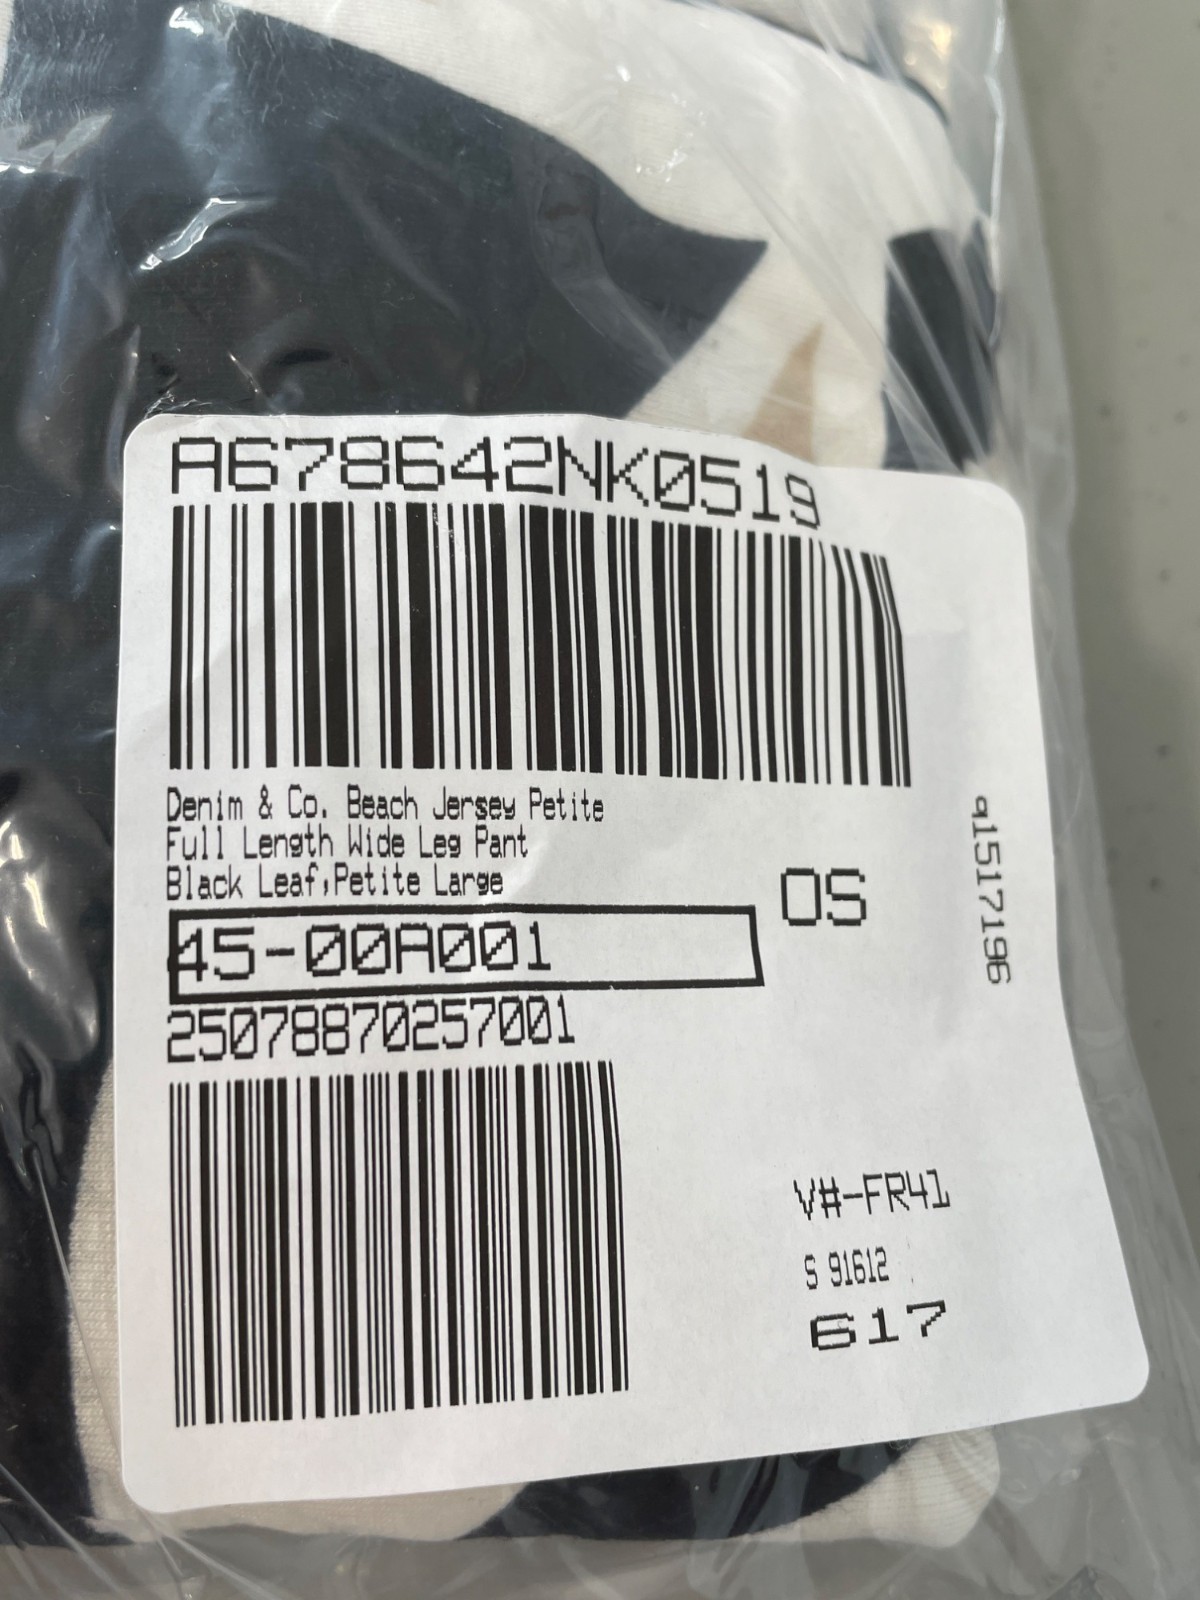 A678642NK0519
Denim & Co. Beach Jersey Petite
Full Length Wide Leg Pant
Black Leaf,Petite Large
OS
45-00A001
25078870257001
q1517196
V#-FR41
S 91612
617